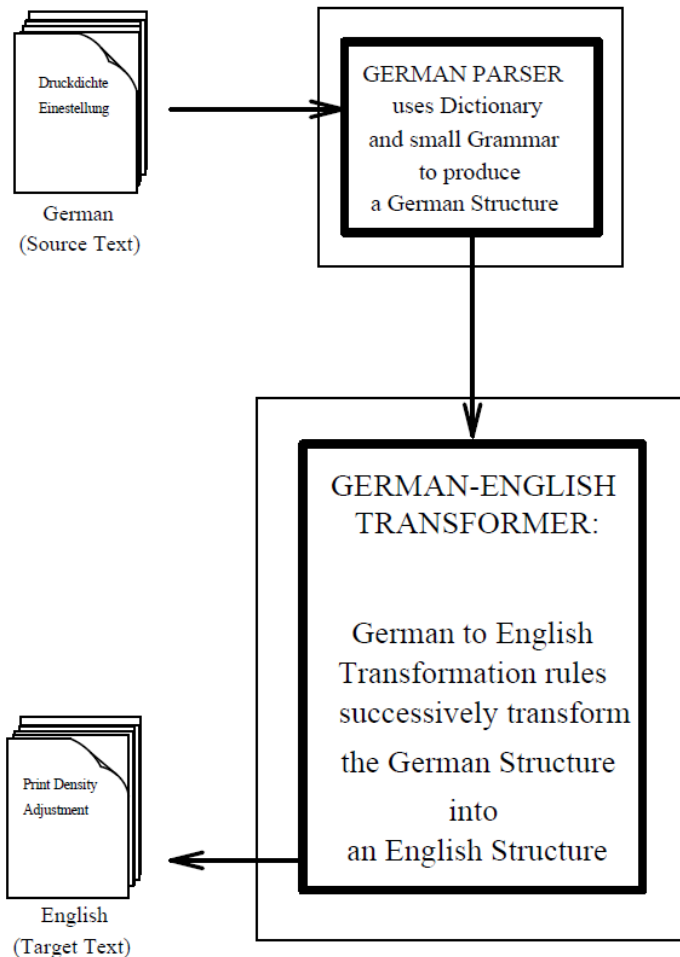 Druckdichte
Einestellung
German
(Source Text)
GERMAN PARSER
uses Dictionary
and small Grammar
to produce
a German Structure
GERMAN-ENGLISH
TRANSFORMER:
German to English
Transformation rules
successively transform
the German Structure
into
an English Structure
Print Density
Adjustment
English
(Target Text)